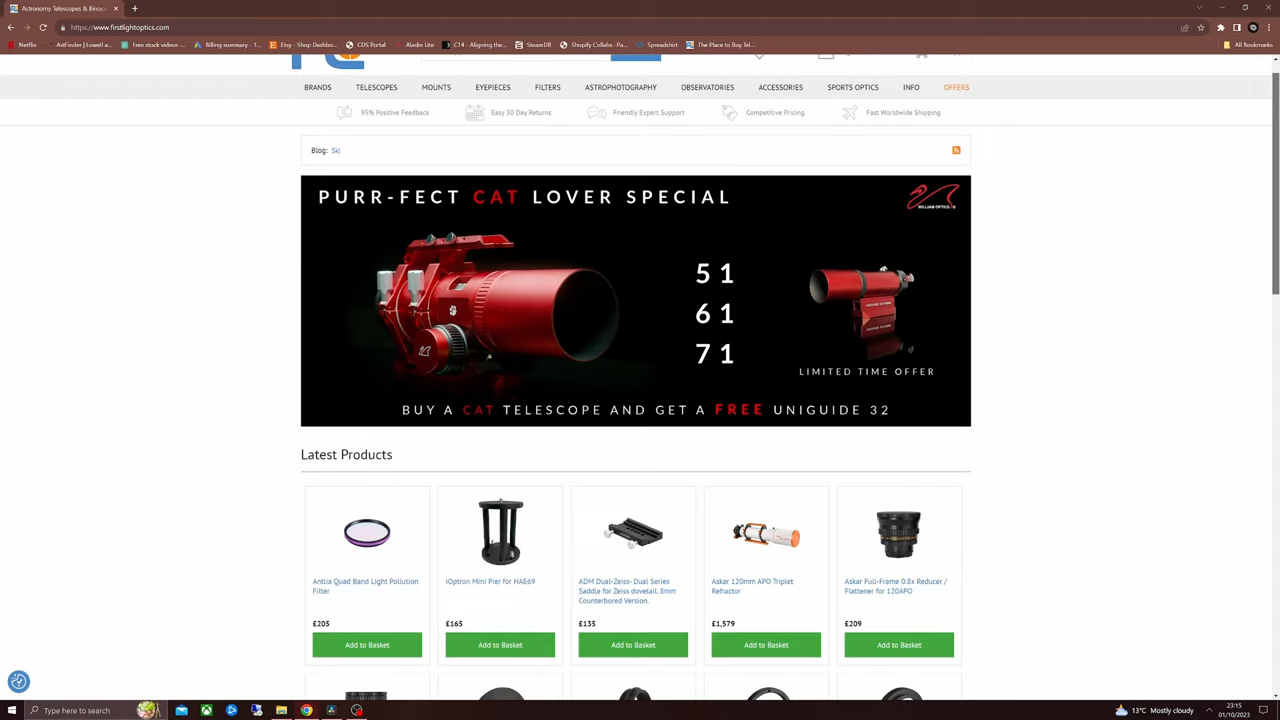 Astronomy Telescopes & Binoc
https://www.firstlightoptics.com
Netflix
AstFinder | Lowell a...
Free stock videos -...
Billing summary - 1...
Etsy - Shop Dashbo...
CDS Portal
Aladin Lite
C14 - Aligning the...
SteamDB
Shopify Collabs - Pa...
Spreadshirt
The Place to Buy Tel...
All Bookmarks
BRANDS
TELESCOPES
MOUNTS
EYEPIECES
FILTERS
ASTROPHOTOGRAPHY
OBSERVATORIES
ACCESSORIES
SPORTS OPTICS
INFO
OFFERS
95% Positive Feedback
Easy 30 Day Returns
Friendly Expert Support
Competitive Pricing
Fast Worldwide Shipping
Blog: Sk|
PURR-FECT CAT LOVER SPECIAL
WILLIAM OPTICS
51
61
71
LIMITED TIME OFFER
BUY A CAT TELESCOPE AND GET A FREE UNIGUIDE 32
Latest Products
Antlia Quad Band Light Pollution
Filter
£205
Add to Basket
iOptron Mini Pier for HAE69
£165
Add to Basket
ADM Dual-Zeiss- Dual Series
Saddle for Zeiss dovetail. 8mm
Counterbored Version.
£135
Add to Basket
Askar 120mm APO Triplet
Refractor
£1,579
Add to Basket
Askar Full-Frame 0.8x Reducer /
Flattener for 120APO
£209
Add to Basket
Type here to search
13°C Mostly cloudy
23:15
01/10/2023